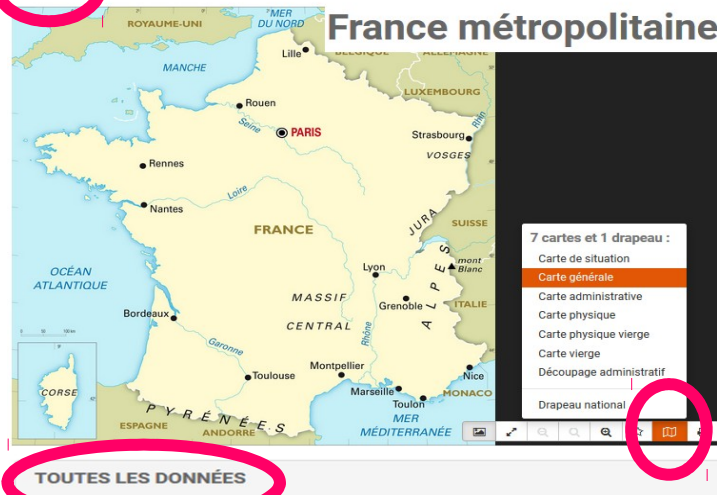 France métropolitaine
ROYAUME-UNI
MER
DU NORD
Lille
BELGIQUE
ALLEMAGNE
MANCHE
LUXEMBOURG
Rouen
Seine
PARIS
Rhin
Strasbourg
VOSGES
Rennes
Loire
Nantes
JURA
FRANCE
SUISSE
7 cartes et 1 drapeau :
Carte de situation
Carte générale
Carte administrative
Carte physique
Carte physique vierge
Carte vierge
Découpage administratif
Drapeau national
OCÉAN
ATLANTIQUE
Lyon
mont
Blanc
ALPES
MASSIF
CENTRAL
Grenoble
ITALIE
Bordeaux
Garonne
Rhône
Montpellier
Toulouse
Nice
Marseille
MONACO
Toulon
CORSE
PYRÉNÉES
ESPAGNE
ANDORRE
MER
MÉDITERRANÉE
TOUTES LES DONNÉES